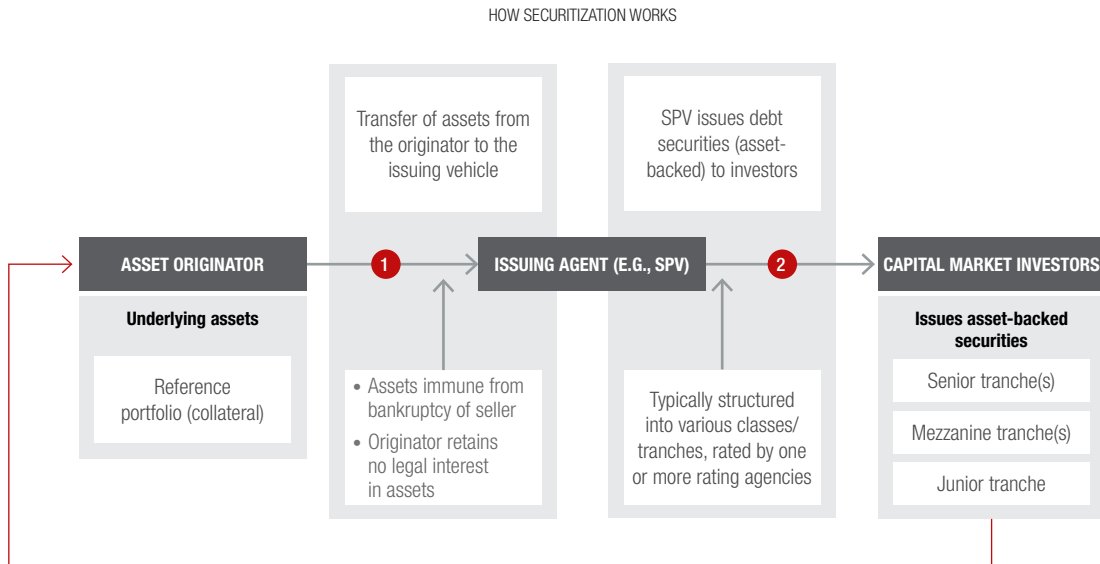 HOW SECURITIZATION WORKS
Transfer of assets from
the originator to the
issuing vehicle
SPV issues debt
securities (asset-
backed) to investors
ASSET ORIGINATOR
1
ISSUING AGENT (E.G., SPV)
2
CAPITAL MARKET INVESTORS
Underlying assets
Reference
portfolio (collateral)
• Assets immune from
bankruptcy of seller
• Originator retains
no legal interest
in assets
Typically structured
into various classes/
tranches, rated by one
or more rating agencies
Issues asset-backed
securities
Senior tranche(s)
Mezzanine tranche(s)
Junior tranche